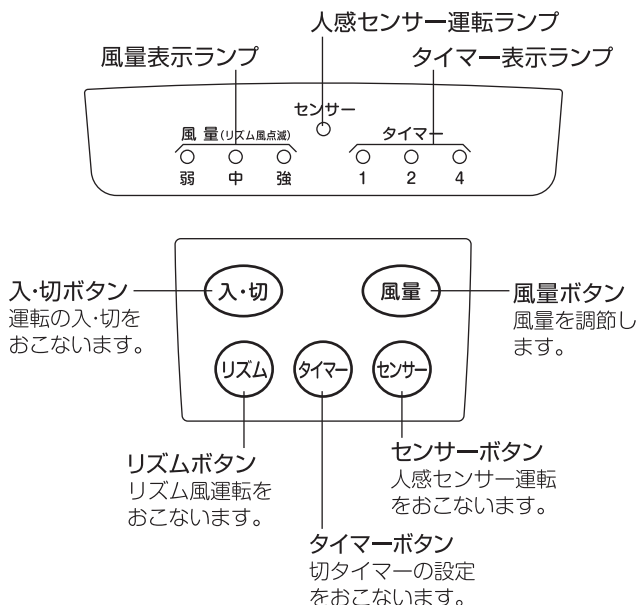 人感センサー運転ランプ
風量表示ランプ
タイマー表示ランプ
センサー
風 量(リズム風点滅)
タイマー
弱 中 強 1 2 4
入・切
風量
リズム
タイマー
センサー
入・切ボタン
運転の入・切を
おこないます。
風量ボタン
風量を調節し
ます。
リズムボタン
リズム風運転を
おこないます。
センサーボタン
人感センサー運転
をおこないます。
タイマーボタン
切タイマーの設定
をおこないます。